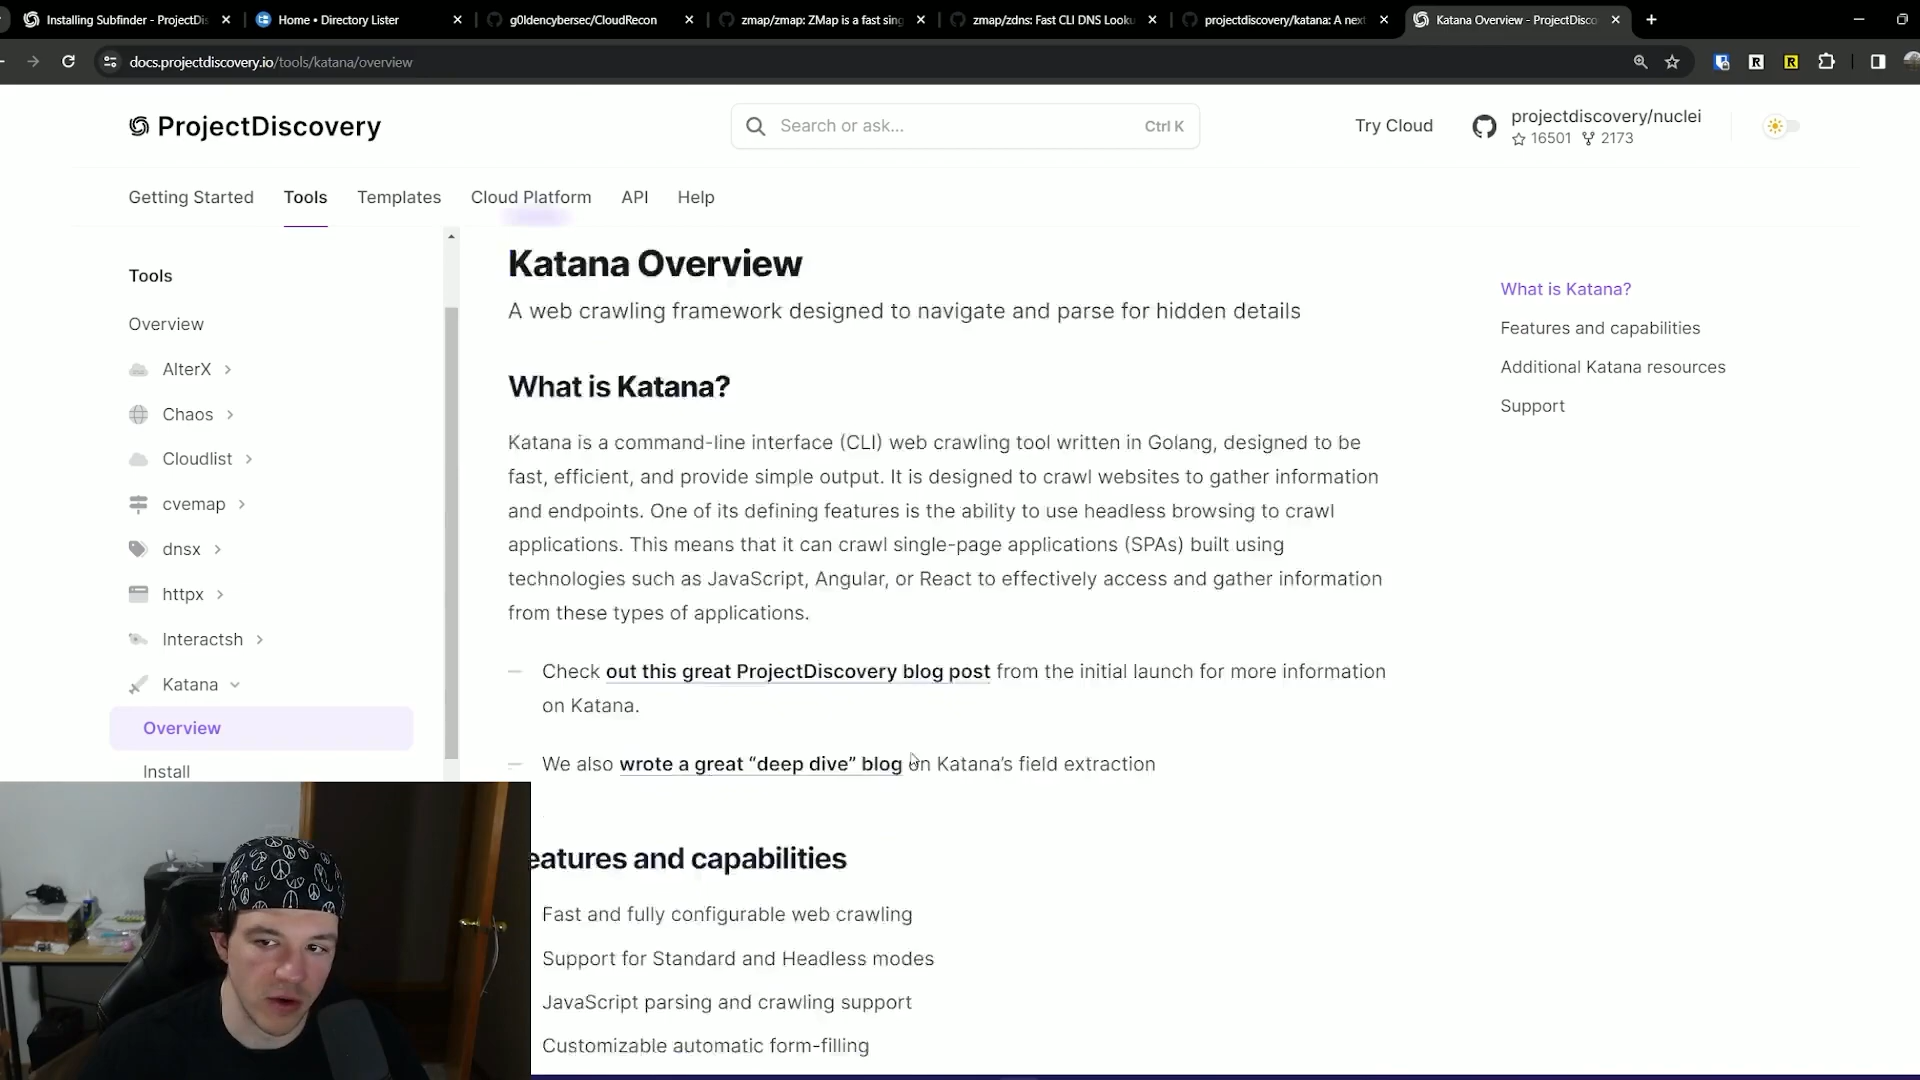 Installing Subfinder - ProjectDis
Home • Directory Lister
g0ldencybersec/CloudRecon
zmap/zmap: ZMap is a fast sing
zmap/zdns: Fast CLI DNS Looku
projectdiscovery/katana: A next
Katana Overview - ProjectDisco
docs.projectdiscovery.io/tools/katana/overview
ProjectDiscovery
Search or ask...
Ctrl K
Try Cloud
projectdiscovery/nuclei
16501 2173
Getting Started
Tools
Templates
Cloud Platform
API
Help
Tools
Overview
AlterX
Chaos
Cloudlist
cvemap
dnsx
httpx
Interactsh
Katana
Overview
Install
Katana Overview
A web crawling framework designed to navigate and parse for hidden details
What is Katana?
Katana is a command-line interface (CLI) web crawling tool written in Golang, designed to be
fast, efficient, and provide simple output. It is designed to crawl websites to gather information
and endpoints. One of its defining features is the ability to use headless browsing to crawl
applications. This means that it can crawl single-page applications (SPAs) built using
technologies such as JavaScript, Angular, or React to effectively access and gather information
from these types of applications.
Check out this great ProjectDiscovery blog post from the initial launch for more information
on Katana.
We also wrote a great “deep dive” blog on Katana’s field extraction
eatures and capabilities
Fast and fully configurable web crawling
Support for Standard and Headless modes
JavaScript parsing and crawling support
Customizable automatic form-filling
What is Katana?
Features and capabilities
Additional Katana resources
Support